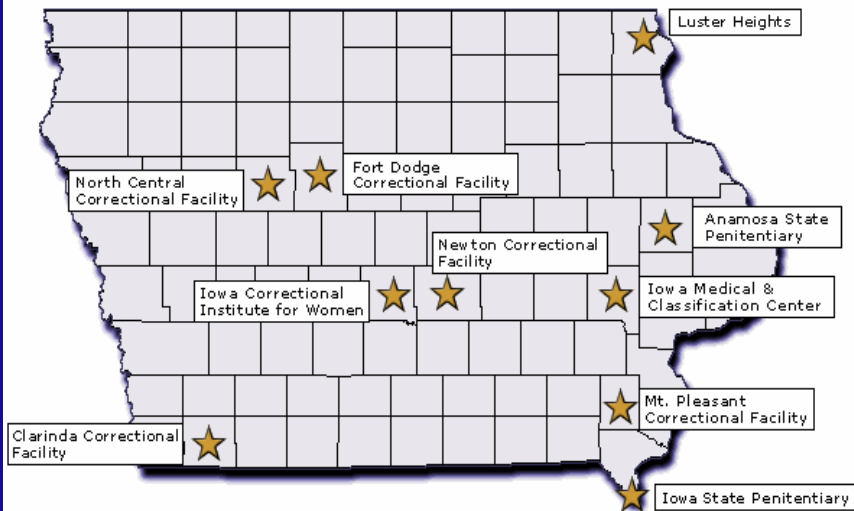 Luster Heights
Fort Dodge
Correctional Facility
North Central
Correctional Facility
Anamosa State
Penitentiary
Newton Correctional
Facility
Iowa Correctional
Institute for Women
Iowa Medical &
Classification Center
Mt. Pleasant
Correctional Facility
Clarinda Correctional
Facility
Iowa State Penitentiary